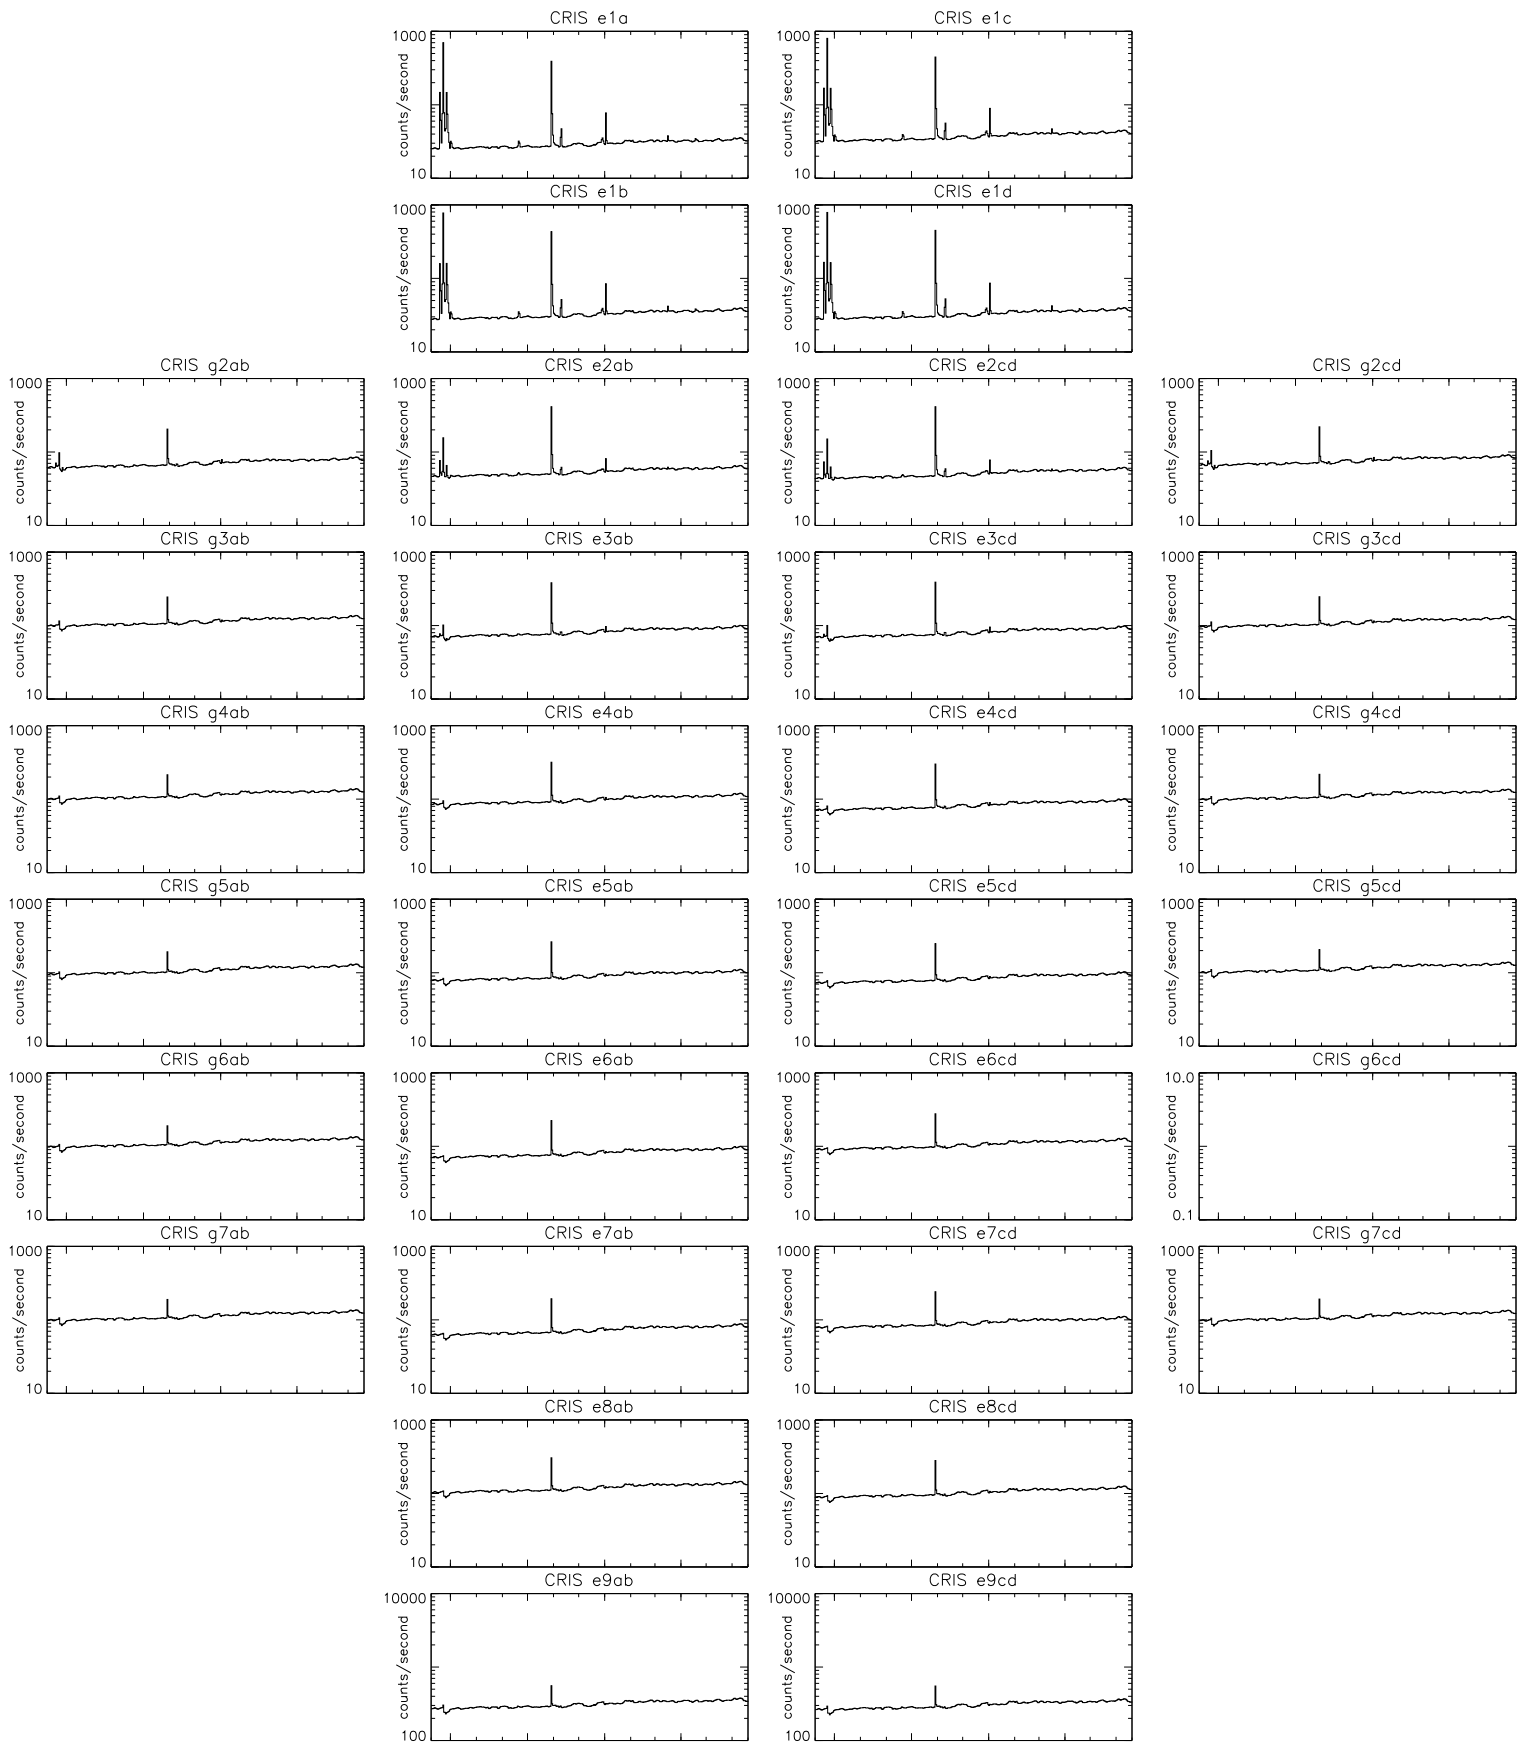 CRIS e1a
1000
10
counts/second
CRIS e1c
1000
10
counts/second
CRIS e1b
1000
10
counts/second
CRIS e1d
1000
10
counts/second
CRIS g2ab
1000
10
counts/second
CRIS e2ab
1000
10
counts/second
CRIS e2cd
1000
10
counts/second
CRIS g2cd
1000
10
counts/second
CRIS g3ab
1000
10
counts/second
CRIS e3ab
1000
10
counts/second
CRIS e3cd
1000
10
counts/second
CRIS g3cd
1000
10
counts/second
CRIS g4ab
1000
10
counts/second
CRIS e4ab
1000
10
counts/second
CRIS e4cd
1000
10
counts/second
CRIS g4cd
1000
10
counts/second
CRIS g5ab
1000
10
counts/second
CRIS e5ab
1000
10
counts/second
CRIS e5cd
1000
10
counts/second
CRIS g5cd
1000
10
counts/second
CRIS g6ab
1000
10
counts/second
CRIS e6ab
1000
10
counts/second
CRIS e6cd
1000
10
counts/second
CRIS g6cd
10.0
0.1
counts/second
CRIS g7ab
1000
10
counts/second
CRIS e7ab
1000
10
counts/second
CRIS e7cd
1000
10
counts/second
CRIS g7cd
1000
10
counts/second
CRIS e8ab
1000
10
counts/second
CRIS e8cd
1000
10
counts/second
CRIS e9ab
10000
100
counts/second
CRIS e9cd
10000
100
counts/second